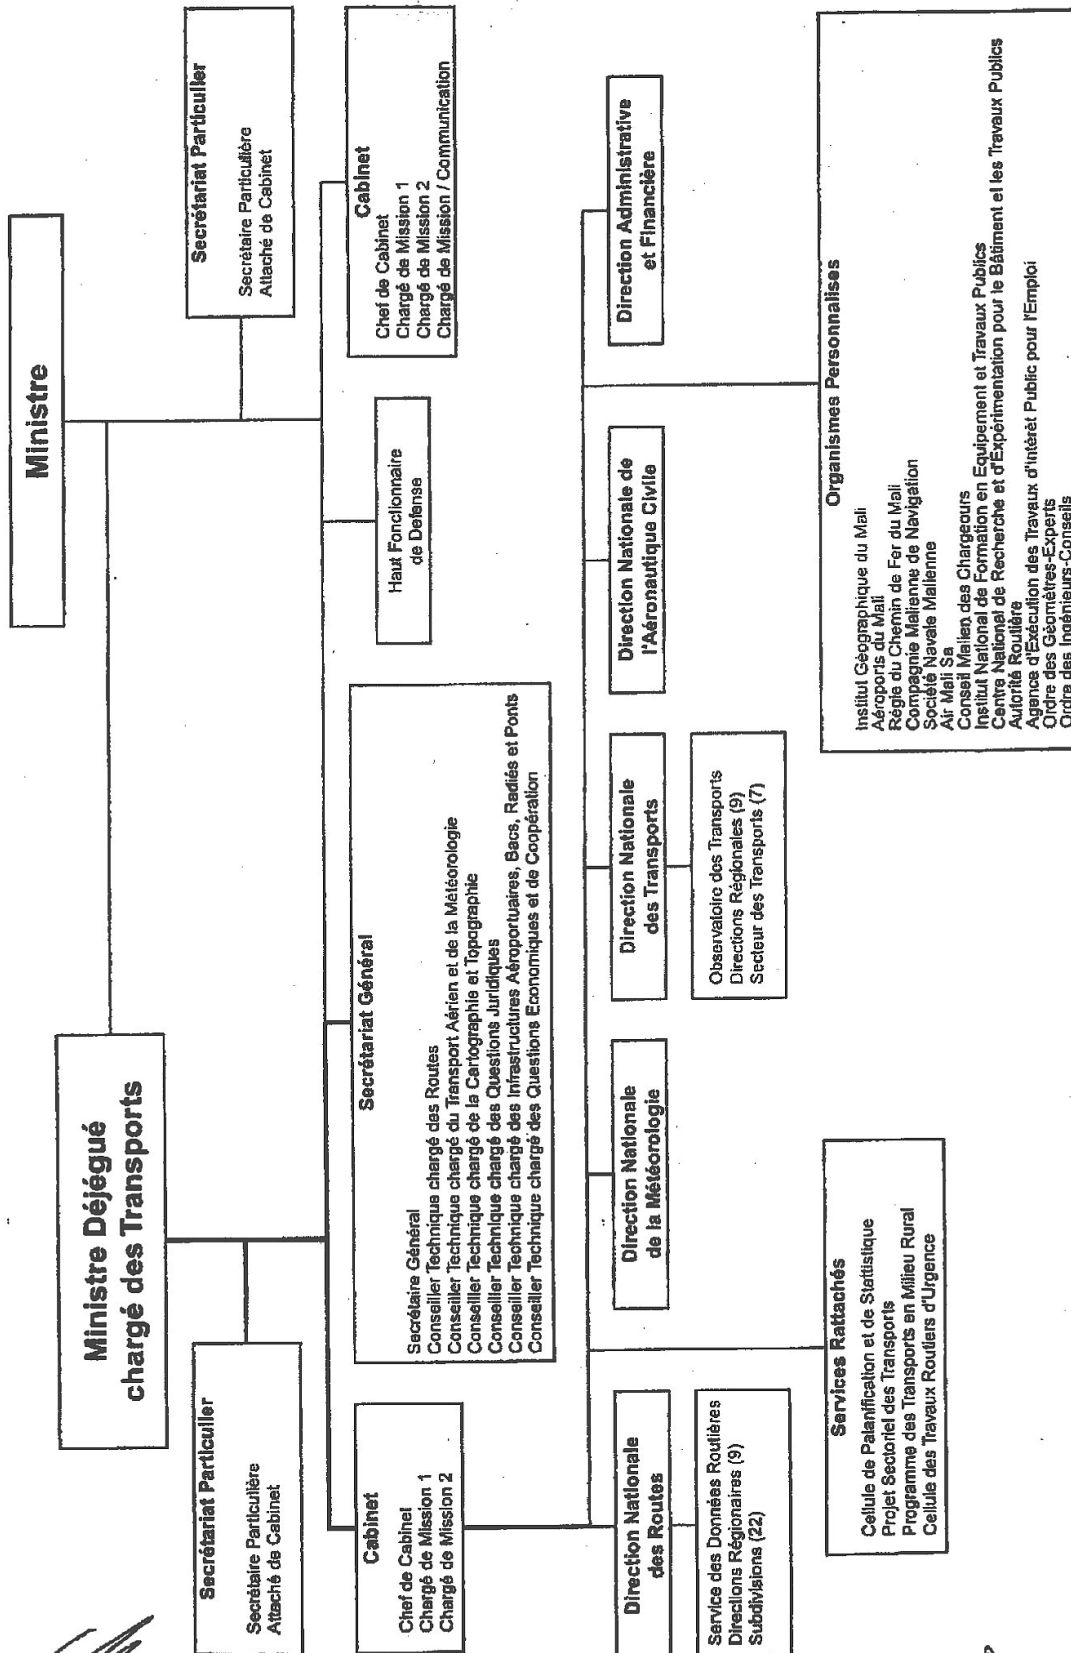 Ministre
Ministre Déjégué
chargé des Transports
Secrétariat Particulier
Secrétaire Particulière
Attaché de Cabinet
Secrétariat Particulier
Secrétaire Particulière
Attaché de Cabinet
Cabinet
Chef de Cabinet
Chargé de Mission 1
Chargé de Mission 2
Secrétariat Général
Secrétaire Général
Conseiller Technique chargé des Routes
Conseiller Technique chargé du Transport Aérien et de la Météorologie
Conseiller Technique chargé de la Cartographie et Topographie
Conseiller Technique chargé des Questions Juridiques
Conseiller Technique chargé des Infrastructures Aéroportuaires, Bacs, Radiés et Ponts
Conseiller Technique chargé des Questions Economiques et de Coopération
Haut Fonctionnaire
de Defense
Cabinet
Chef de Cabinet
Chargé de Mission 1
Chargé de Mission 2
Chargé de Mission / Communication
Direction Nationale
des Routes
Service des Données Routières
Directions Régionaires (9)
Subdivisions (22)
Direction Nationale
de la Météorologie
Direction Nationale
des Transports
Observatoire des Transports
Directions Régionales (9)
Secteur des Transports (7)
Direction Nationale de
l'Aéronautique Civile
Direction Administrative
et Financière
Services Rattachés
Cellule de Palanification et de Stattistique
Projet Sectoriel des Transports
Programme des Transports en Milieu Rural
Cellule des Travaux Routiers d'Urgence
Organismes Personnalises
Institut Géographique du Mali
Aéroports du Mali
Régie du Chemin de Fer du Mali
Compagnie Malienne de Navigation
Société Navale Malienne
Air Mali Sa
Conseil Malien des Chargeours
Institut National de Formation en Equipement et Travaux Publics
Centre National de Recherche et d'Expérimentation pour le Bâtiment et les Travaux Publics
Autorité Routière
Agence d'Exécution des Travaux d'Intérêt Public pour l'Emploi
Ordre des Géomètres-Experts
Ordre des Ingénieurs-Conseils